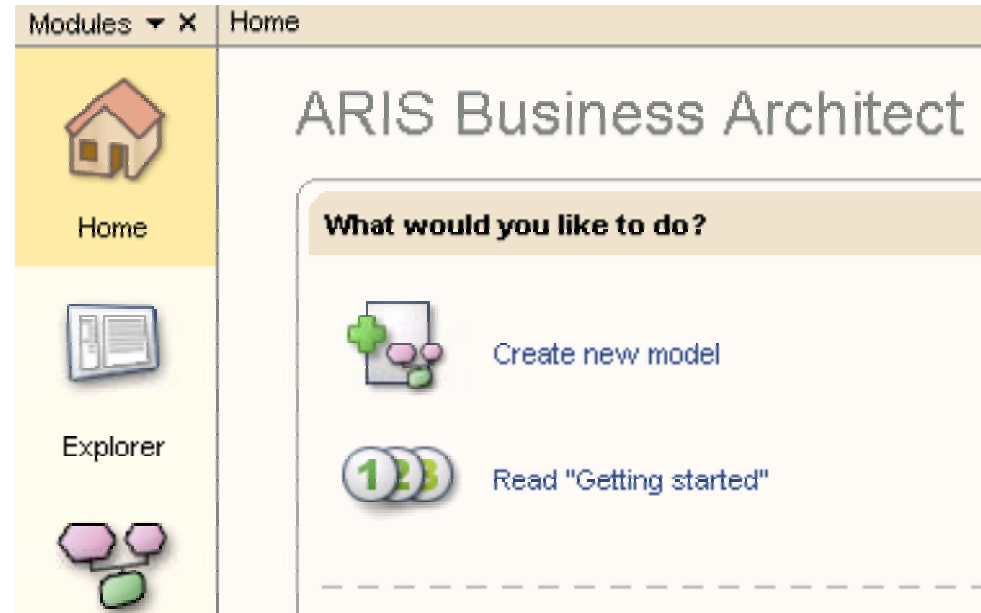 Modules
Home
ARIS Business Architect
What would you like to do?
Home
Create new model
Explorer
123
Read "Getting started"